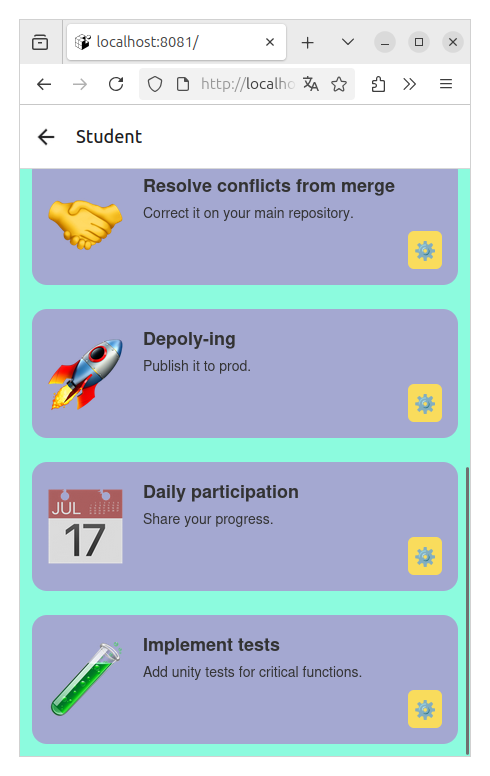 localhost:8081/
http://localho
Student
Resolve conflicts from merge
Correct it on your main repository.
Depoly-ing
Publish it to prod.
JUL
17
Daily participation
Share your progress.
Implement tests
Add unity tests for critical functions.